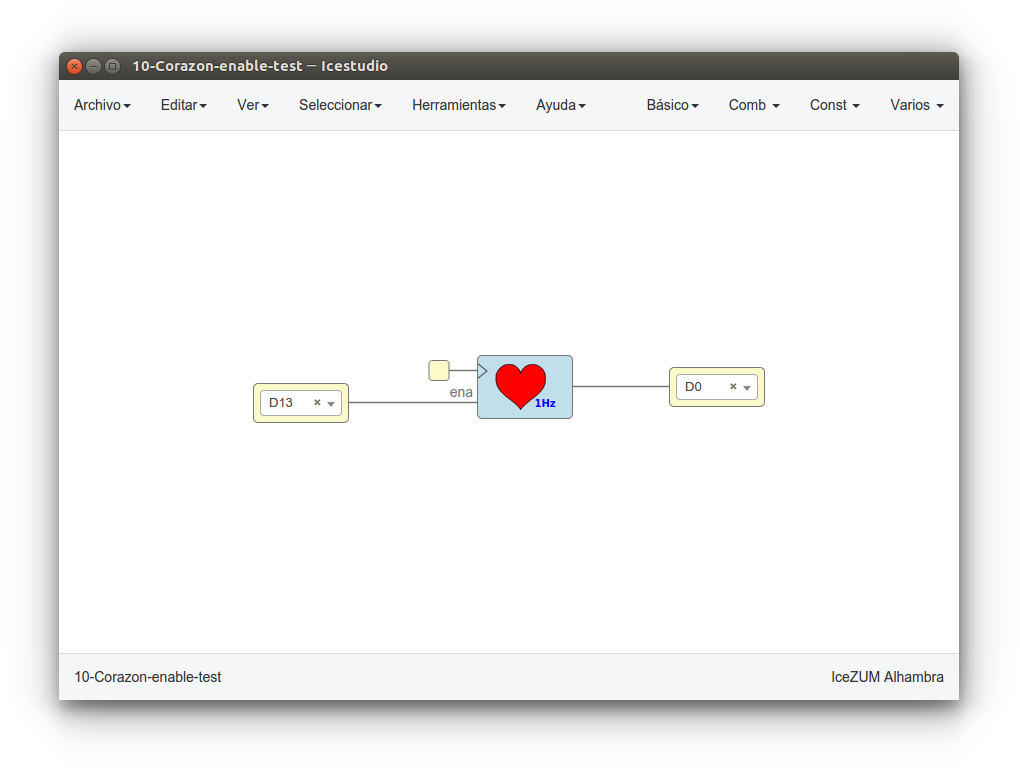 10-Corazon-enable-test – Icestudio
Archivo Editar Ver Seleccionar Herramientas Ayuda Básico Comb Const Varios
ena
D13
1Hz
D0
10-Corazon-enable-test IceZUM Alhambra